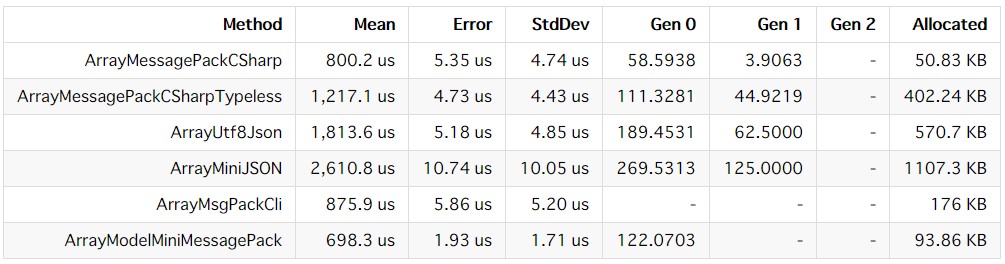 Method Mean Error StdDev Gen 0 Gen 1 Gen 2 Allocated
ArrayMessagePackCSharp 800.2 us 5.35 us 4.74 us 58.5938 3.9063 - 50.83 KB
ArrayMessagePackCSharpTypeless 1,217.1 us 4.73 us 4.43 us 111.3281 44.9219 - 402.24 KB
ArrayUtf8Json 1,813.6 us 5.18 us 4.85 us 189.4531 62.5000 - 570.7 KB
ArrayMiniJSON 2,610.8 us 10.74 us 10.05 us 269.5313 125.0000 - 1107.3 KB
ArrayMsgPackCli 875.9 us 5.86 us 5.20 us - - - 176 KB
ArrayModelMiniMessagePack 698.3 us 1.93 us 1.71 us 122.0703 - - 93.86 KB